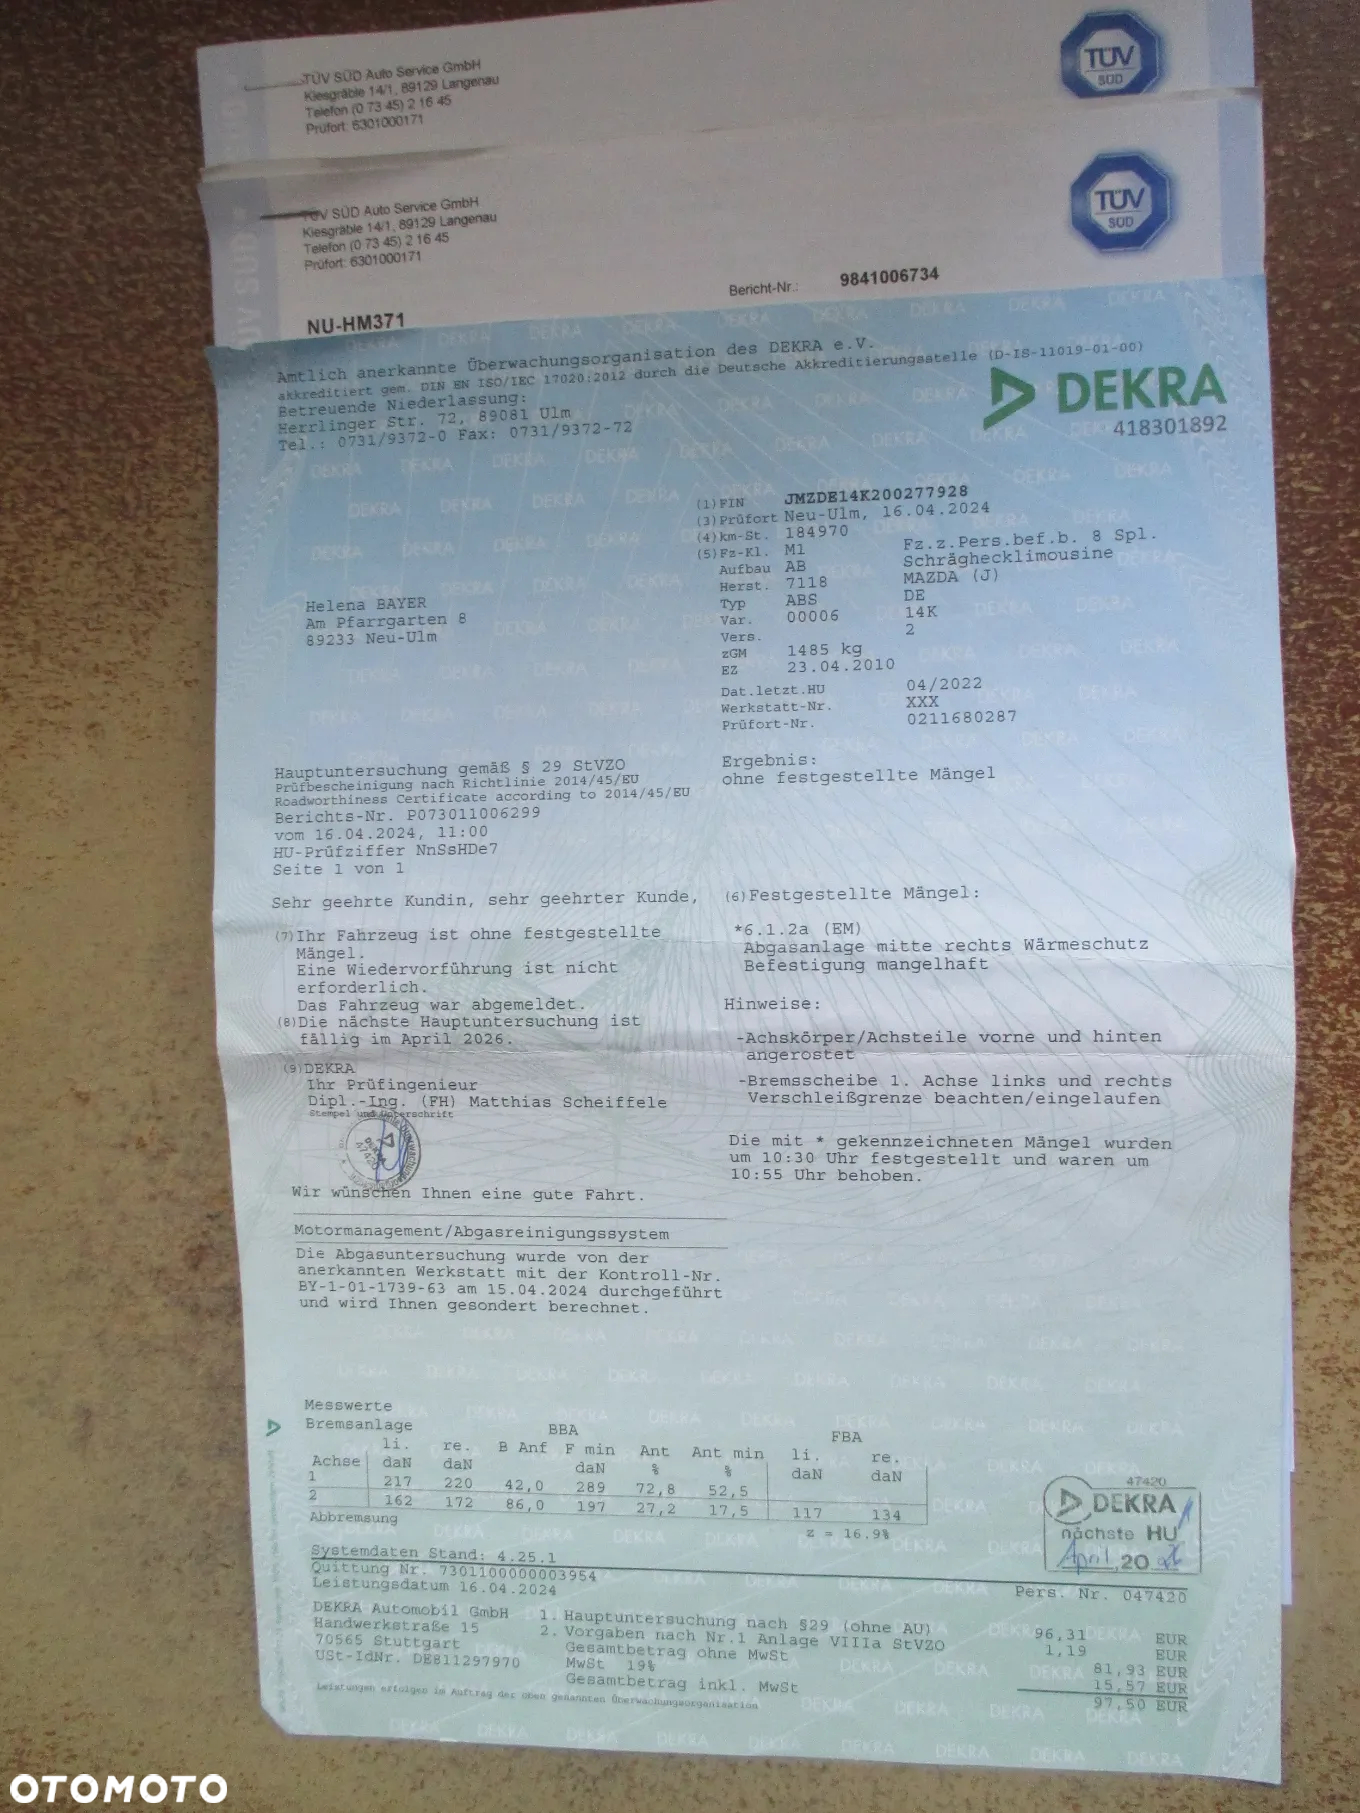 TÜV SÜD Auto Service GmbH
Kiesgräble 14/1, 89129 Langenau
Telefon (0 73 45) 2 16 45
Prüfort: 6301000171
TÜV
SÜD
TÜV SÜD Auto Service GmbH
Kiesgräble 14/1, 89129 Langenau
Telefon (0 73 45) 2 16 45
Prüfort: 6301000171
TÜV
SÜD
Bericht-Nr.: 9841006734
NU-HM371
Amtlich anerkannte Überwachungsorganisation des DEKRA e.V.
akkreditiert gem. DIN EN ISO/IEC 17020:2012 durch die Deutsche Akkreditierungsstelle (D-IS-11019-01-00)
Betreuende Niederlassung:
Herrlinger Str. 72, 89081 Ulm
Tel.: 0731/9372-0 Fax: 0731/9372-72
DEKRA
418301892
(1)FIN JMZDE14K200277928
(3)Prüfort Neu-Ulm, 16.04.2024
(4)km-St. 184970
(5)Fz-Kl. M1 Fz.z.Pers.bef.b. 8 Spl.
Aufbau AB Schräghecklimousine
Herst. 7118 MAZDA (J)
Typ ABS DE
Var. 00006 14K
Vers. 2
zGM 1485 kg
EZ 23.04.2010
Dat.letzt.HU 04/2022
Werkstatt-Nr. XXX
Prüfort-Nr. 0211680287
Helena BAYER
Am Pfarrgarten 8
89233 Neu-Ulm
Hauptuntersuchung gemäß § 29 StVZO
Prüfbescheinigung nach Richtlinie 2014/45/EU
Roadworthiness Certificate according to 2014/45/EU
Berichts-Nr. P073011006299
vom 16.04.2024, 11:00
HU-Prüfziffer NnSsHDe7
Seite 1 von 1
Ergebnis:
ohne festgestellte Mängel
Sehr geehrte Kundin, sehr geehrter Kunde,
(7)Ihr Fahrzeug ist ohne festgestellte
Mängel.
Eine Wiedervorführung ist nicht
erforderlich.
Das Fahrzeug war abgemeldet.
(8)Die nächste Hauptuntersuchung ist
fällig im April 2026.
(9)DEKRA
Ihr Prüfingenieur
Dipl.-Ing. (FH) Matthias Scheiffele
Stempel und Unterschrift
Wir wünschen Ihnen eine gute Fahrt.
(6)Festgestellte Mängel:
*6.1.2a (EM)
Abgasanlage mitte rechts Wärmeschutz
Befestigung mangelhaft
Hinweise:
-Achskörper/Achsteile vorne und hinten
angerostet
-Bremsscheibe 1. Achse links und rechts
Verschleißgrenze beachten/eingelaufen
Die mit * gekennzeichneten Mängel wurden
um 10:30 Uhr festgestellt und waren um
10:55 Uhr behoben.
Motormanagement/Abgasreinigungssystem
Die Abgasuntersuchung wurde von der
anerkannten Werkstatt mit der Kontroll-Nr.
BY-1-01-1739-63 am 15.04.2024 durchgeführt
und wird Ihnen gesondert berechnet.
Messwerte
Bremsanlage BBA FBA
li. re. B Anf F min Ant Ant min li. re.
Achse daN daN daN % % daN daN
1 217 220 42,0 289 72,8 52,5
2 162 172 86,0 197 27,2 17,5 117 134
Abbremsung z = 16.9%
47420
DEKRA
nächste HU
April 2026
Systemdaten Stand: 4.25.1
Quittung Nr. 730110000003954
Leistungsdatum 16.04.2024
Pers. Nr. 047420
DEKRA Automobil GmbH
Handwerkstraße 15
70565 Stuttgart
USt-IdNr. DE811297970
1. Hauptuntersuchung nach §29 (ohne AU) 96,31 EUR
2. Vorgaben nach Nr.1 Anlage VIIIa StVZO 1,19 EUR
Gesamtbetrag ohne MwSt 81,93 EUR
MwSt 19% 15,57 EUR
Gesamtbetrag inkl. MwSt 97,50 EUR
Leistungen erfolgen im Auftrag der oben genannten Überwachungsorganisation
OTOMOTO